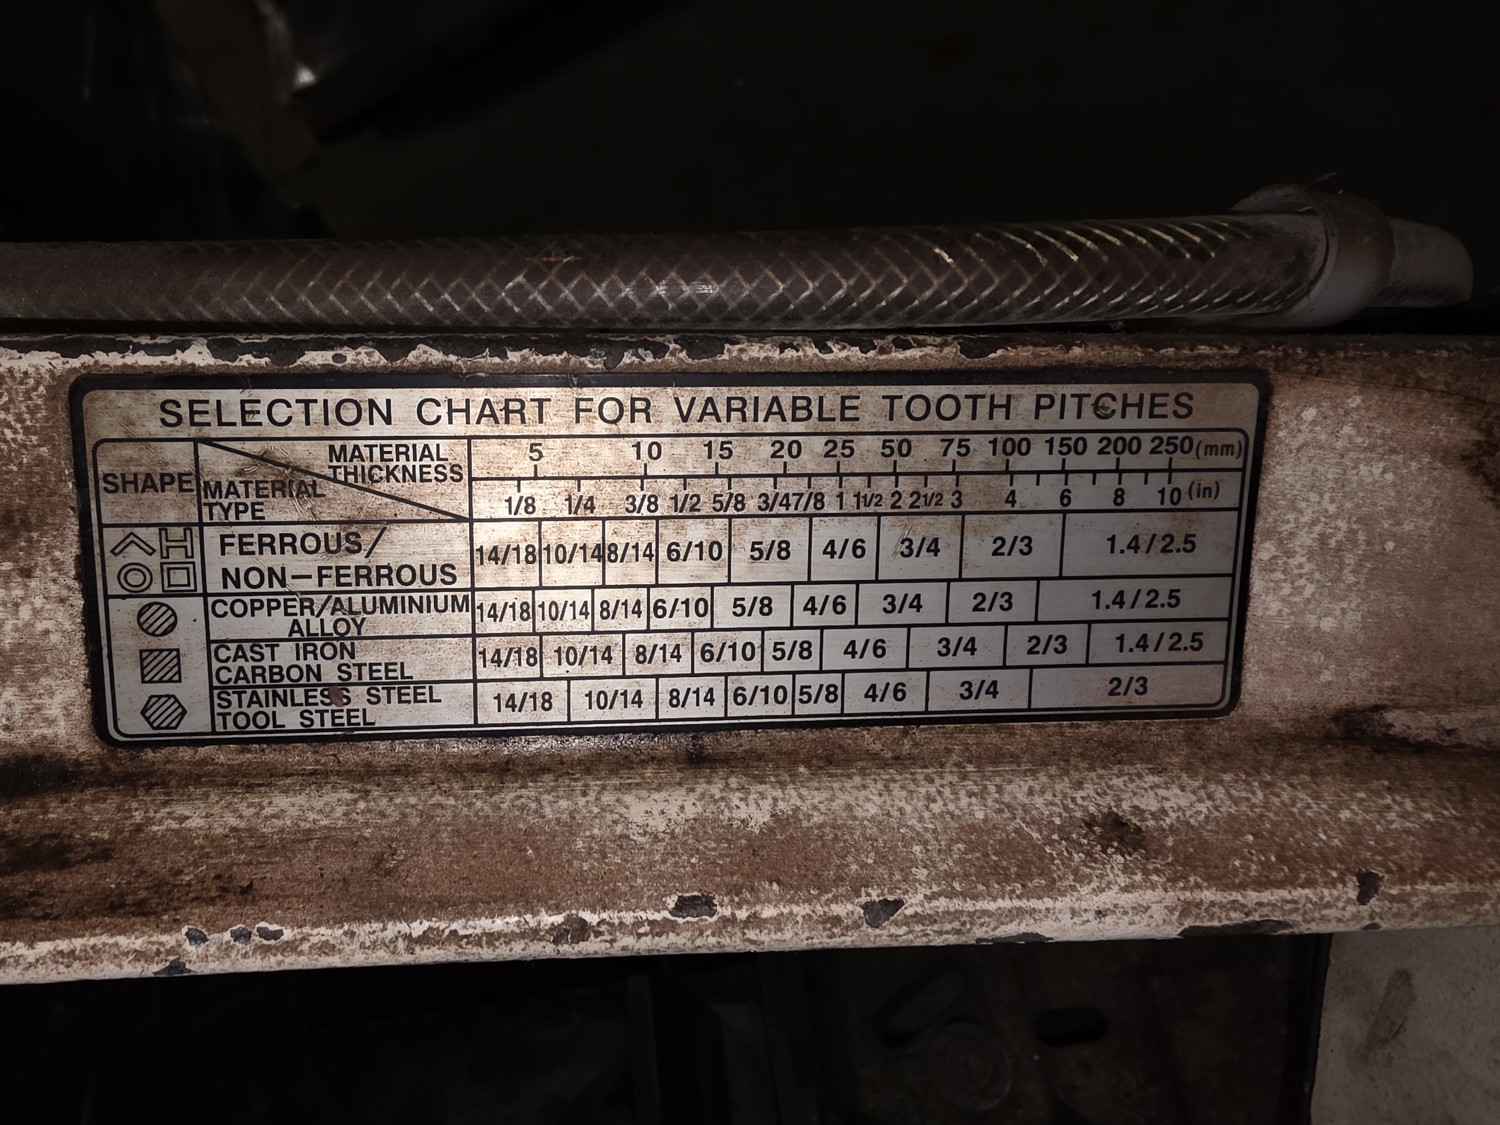 SELECTION CHART FOR VARIABLE TOOTH PITCHES
SHAPE
MATERIAL THICKNESS
MATERIAL TYPE
5 10 15 20 25 50 75 100 150 200 250 (mm)
1/8 1/4 3/8 1/2 5/8 3/4 7/8 1 1 1/2 2 2 1/2 3 4 6 8 10 (in)
FERROUS/
NON-FERROUS
14/18 10/14 8/14 6/10 5/8 4/6 3/4 2/3 1.4/2.5
COPPER/ALUMINIUM
ALLOY
14/18 10/14 8/14 6/10 5/8 4/6 3/4 2/3 1.4/2.5
CAST IRON
CARBON STEEL
14/18 10/14 8/14 6/10 5/8 4/6 3/4 2/3 1.4/2.5
STAINLESS STEEL
TOOL STEEL
14/18 10/14 8/14 6/10 5/8 4/6 3/4 2/3